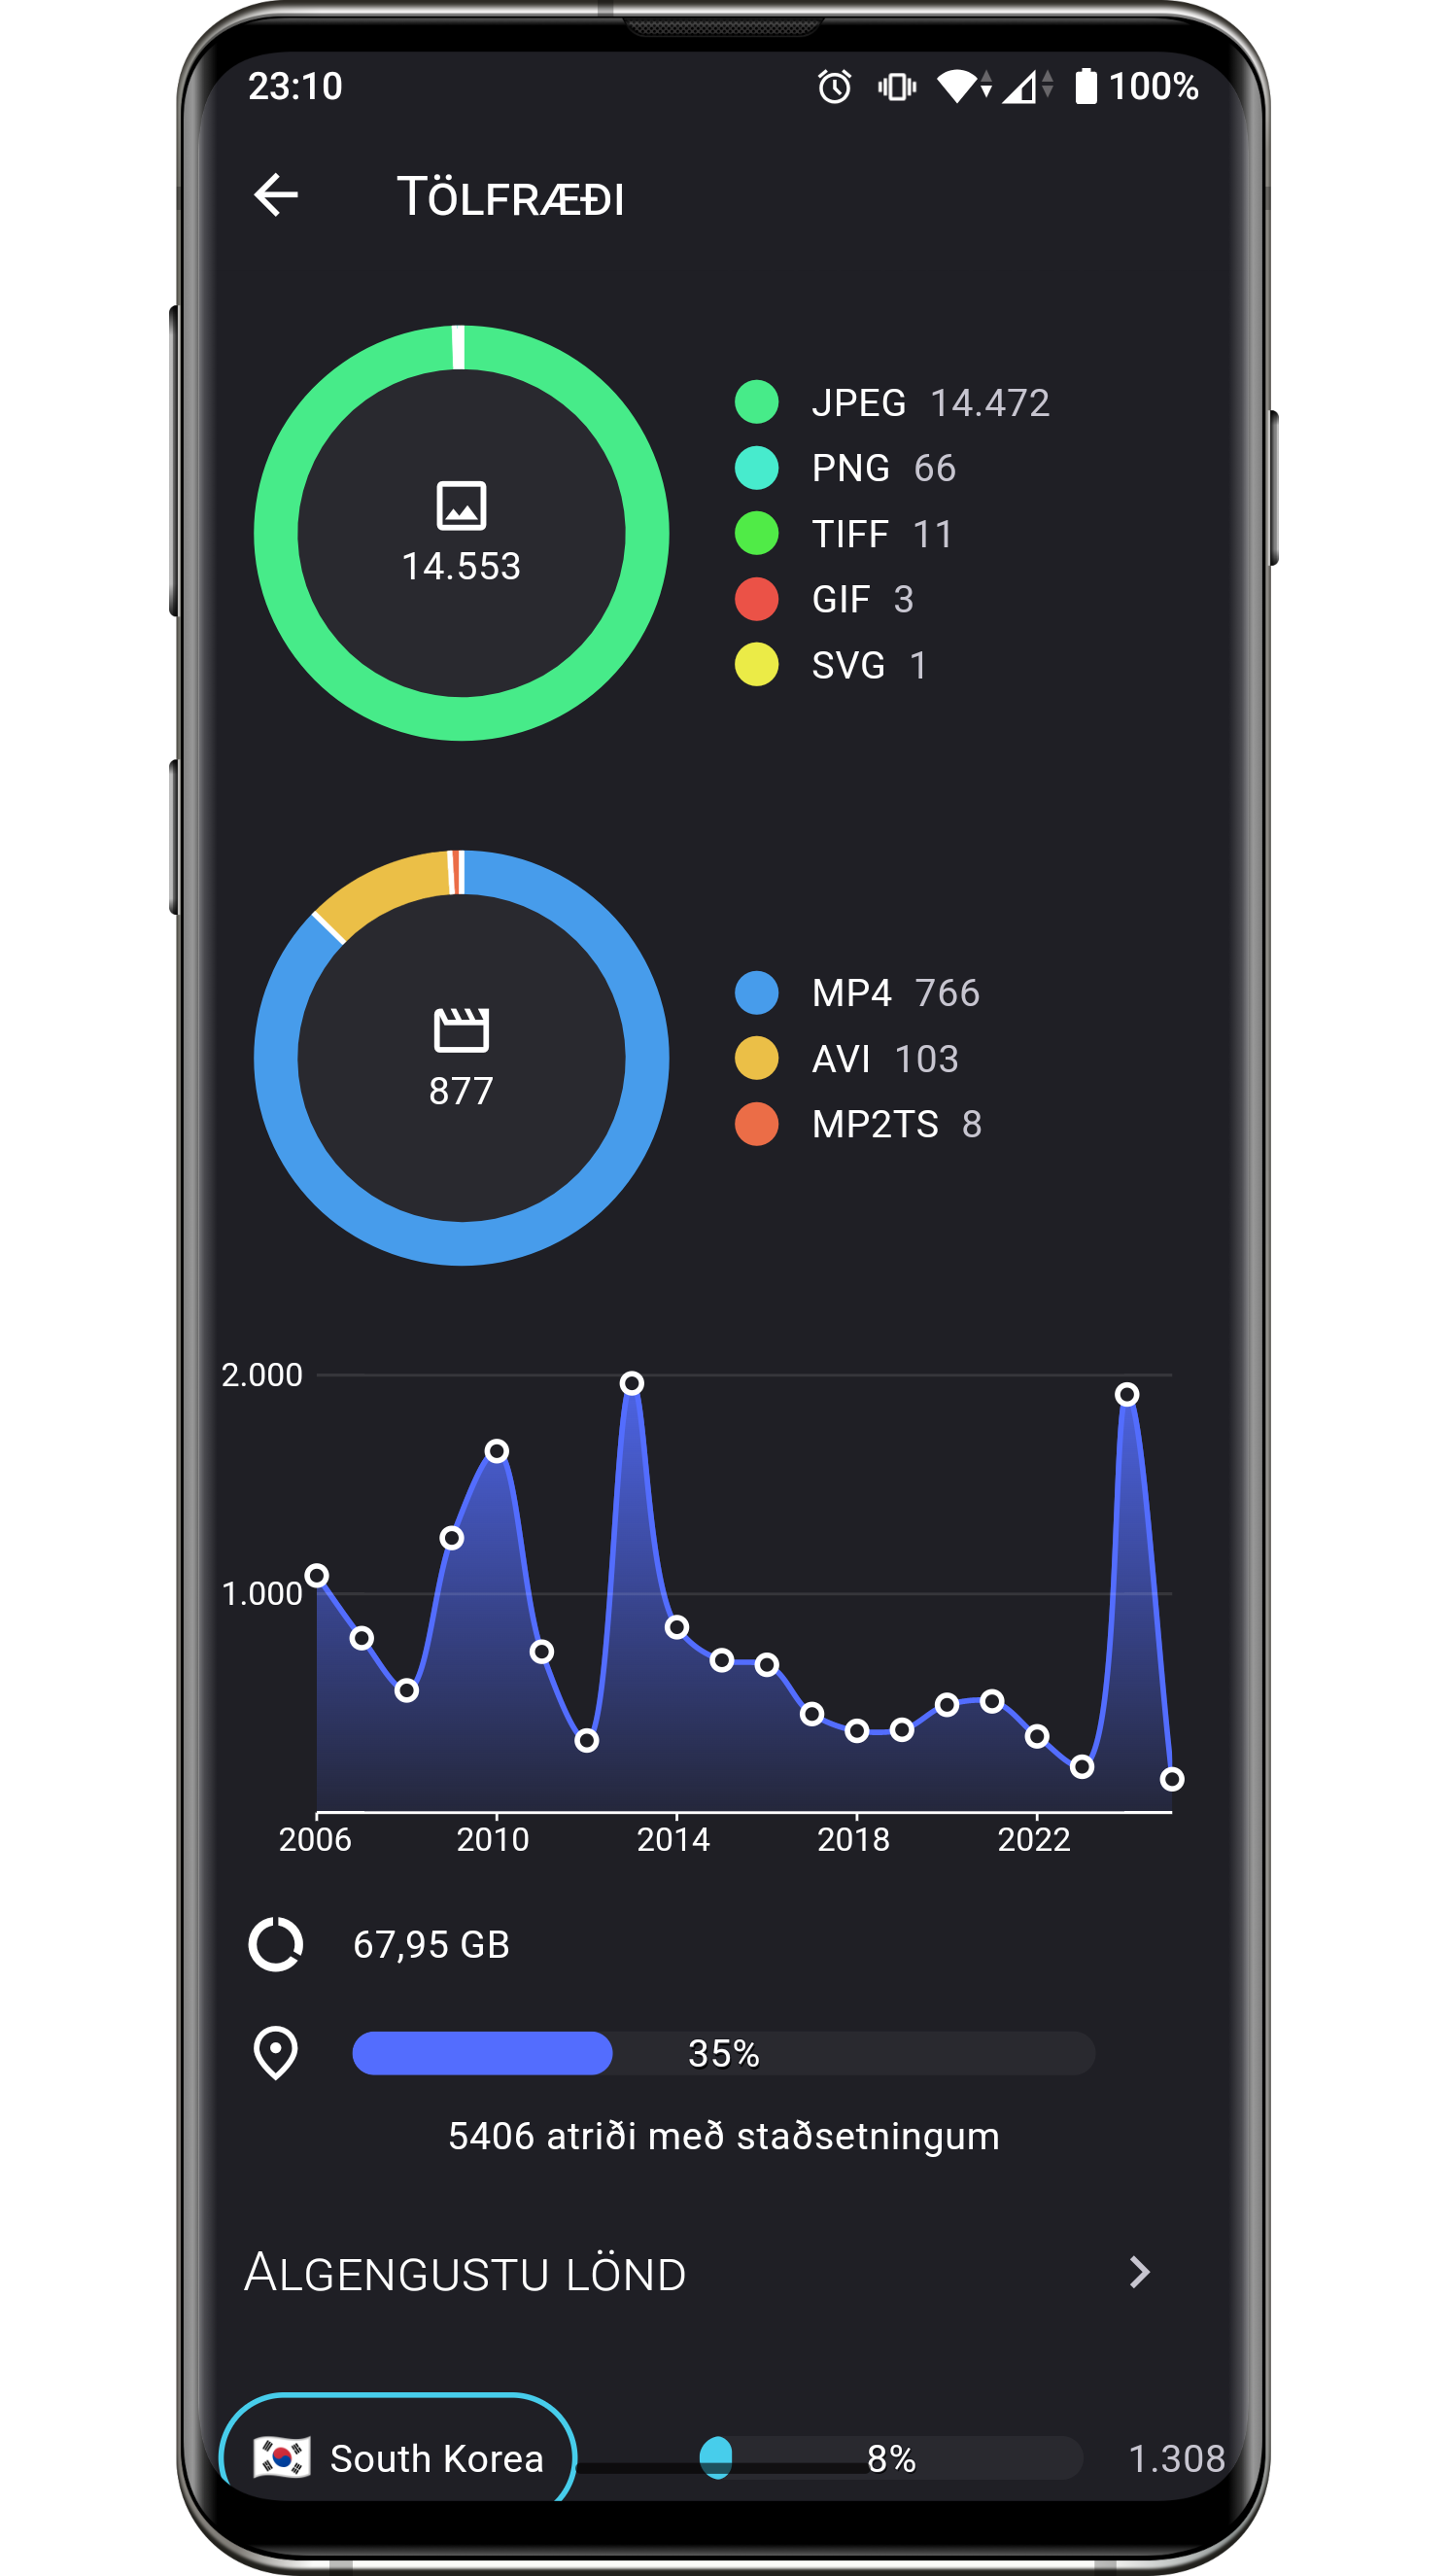 23:10 100%
TÖLFRÆÐI
JPEG 14.472
PNG 66
TIFF 11
GIF 3
SVG 1
14.553
MP4 766
AVI 103
MP2TS 8
877
2.000
1.000
2006 2010 2014 2018 2022
67,95 GB
35%
5406 atriði með staðsetningum
ALGENGUSTU LÖND
South Korea 8% 1.308